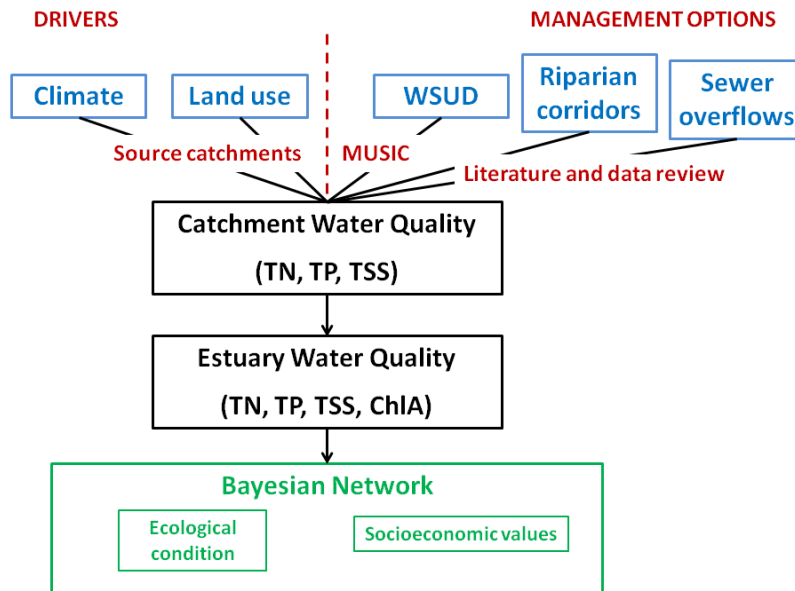 DRIVERS
MANAGEMENT OPTIONS
Climate
Land use
WSUD
Riparian
corridors
Sewer
overflows
Source catchments
MUSIC
Literature and data review
Catchment Water Quality
(TN, TP, TSS)
Estuary Water Quality
(TN, TP, TSS, ChlA)
Bayesian Network
Ecological
condition
Socioeconomic values